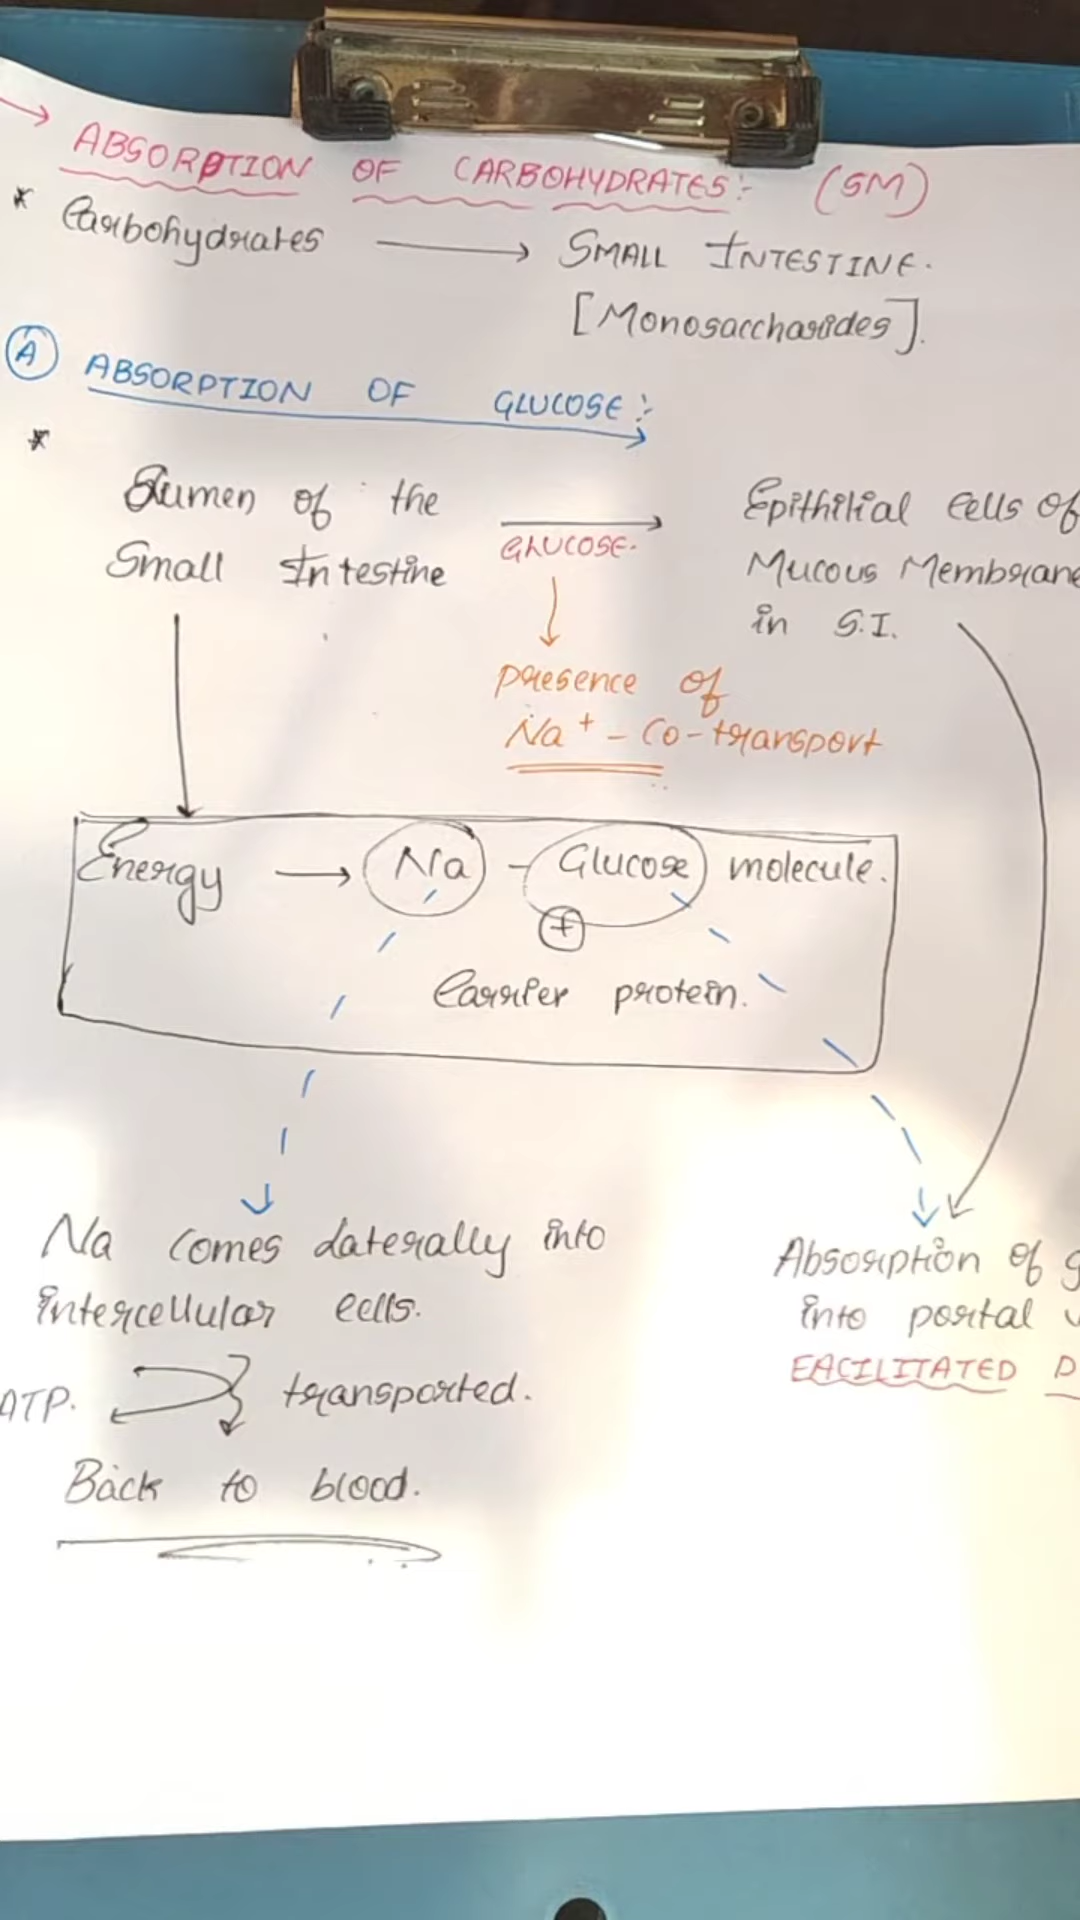 → ABSORPTION OF CARBOHYDRATES:- (5M)
* Carbohydrates → SMALL INTESTINE.
[Monosaccharides].
(A) ABSORPTION OF GLUCOSE:-
*
Lumen of the Small Intestine
GLUCOSE.
Epithilial Cells of
Mucous Membrane
in S.I.
presence of
Na+ - Co-transport
Energy → Na - Glucose molecule.
+
Carrier protein.
Na comes laterally into
intercellular cells.
ATP. transported.
Back to blood.
Absorption of g
into portal v
FACILITATED D